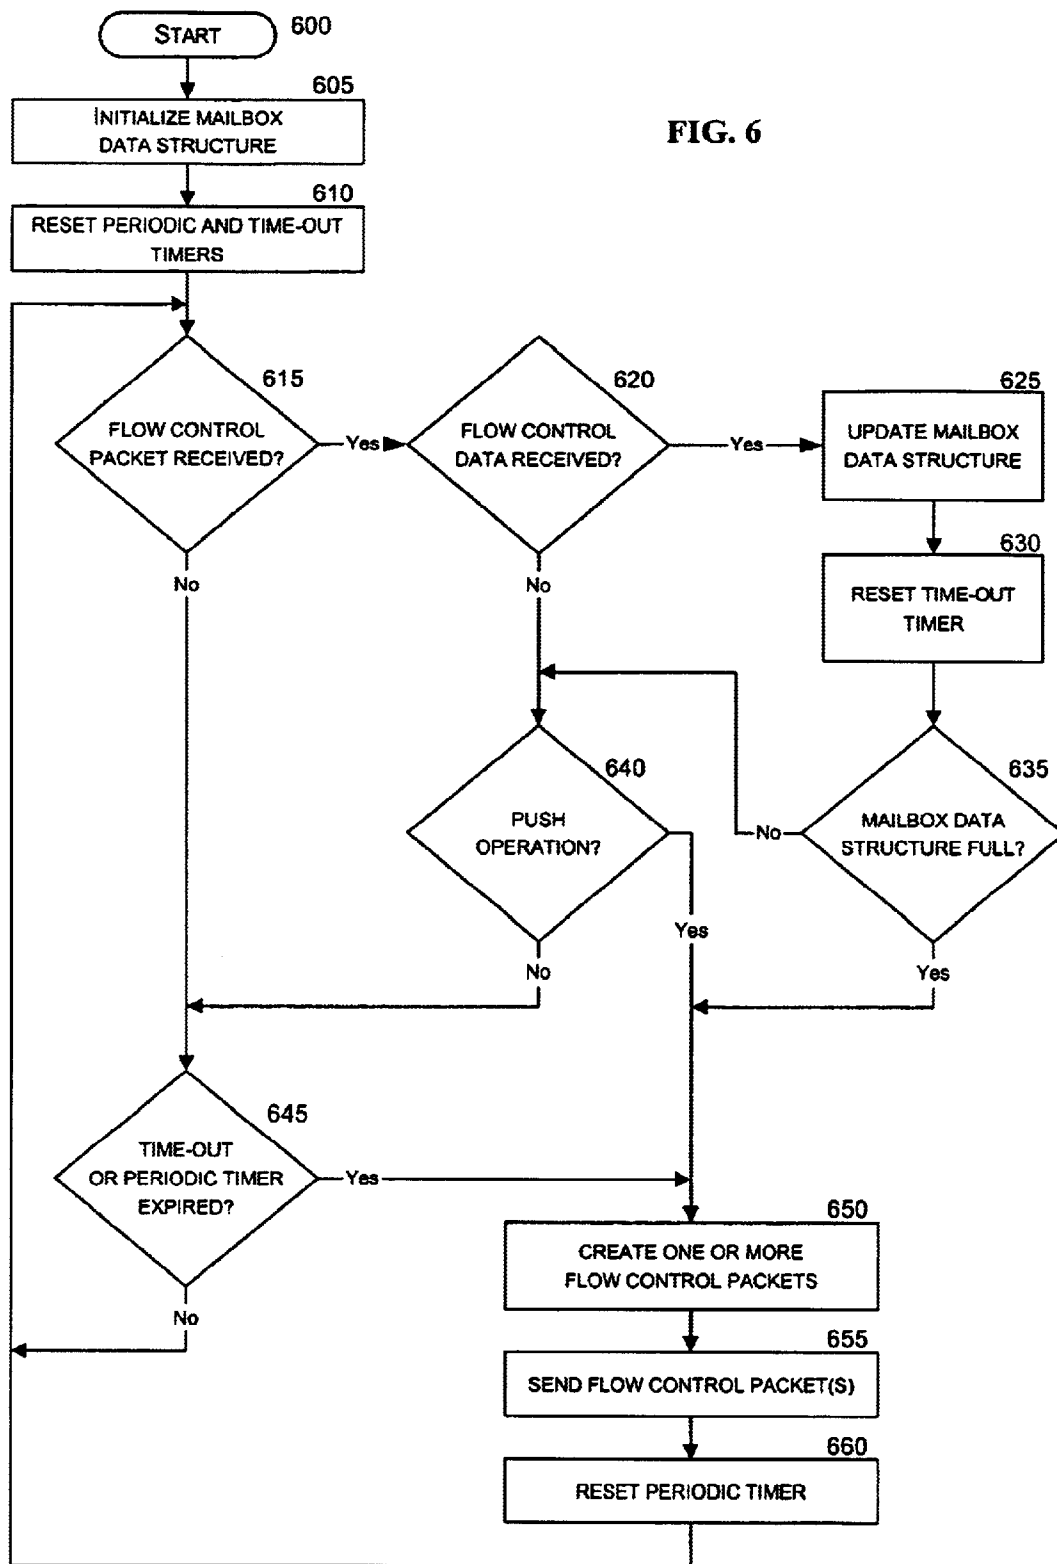 START
600
605
INITIALIZE MAILBOX
DATA STRUCTURE
FIG. 6
610
RESET PERIODIC AND TIME-OUT
TIMERS
615
FLOW CONTROL
PACKET RECEIVED?
Yes
No
620
FLOW CONTROL
DATA RECEIVED?
Yes
No
625
UPDATE MAILBOX
DATA STRUCTURE
630
RESET TIME-OUT
TIMER
635
MAILBOX DATA
STRUCTURE FULL?
No
Yes
640
PUSH
OPERATION?
Yes
No
645
TIME-OUT
OR PERIODIC TIMER
EXPIRED?
Yes
No
650
CREATE ONE OR MORE
FLOW CONTROL PACKETS
655
SEND FLOW CONTROL PACKET(S)
660
RESET PERIODIC TIMER